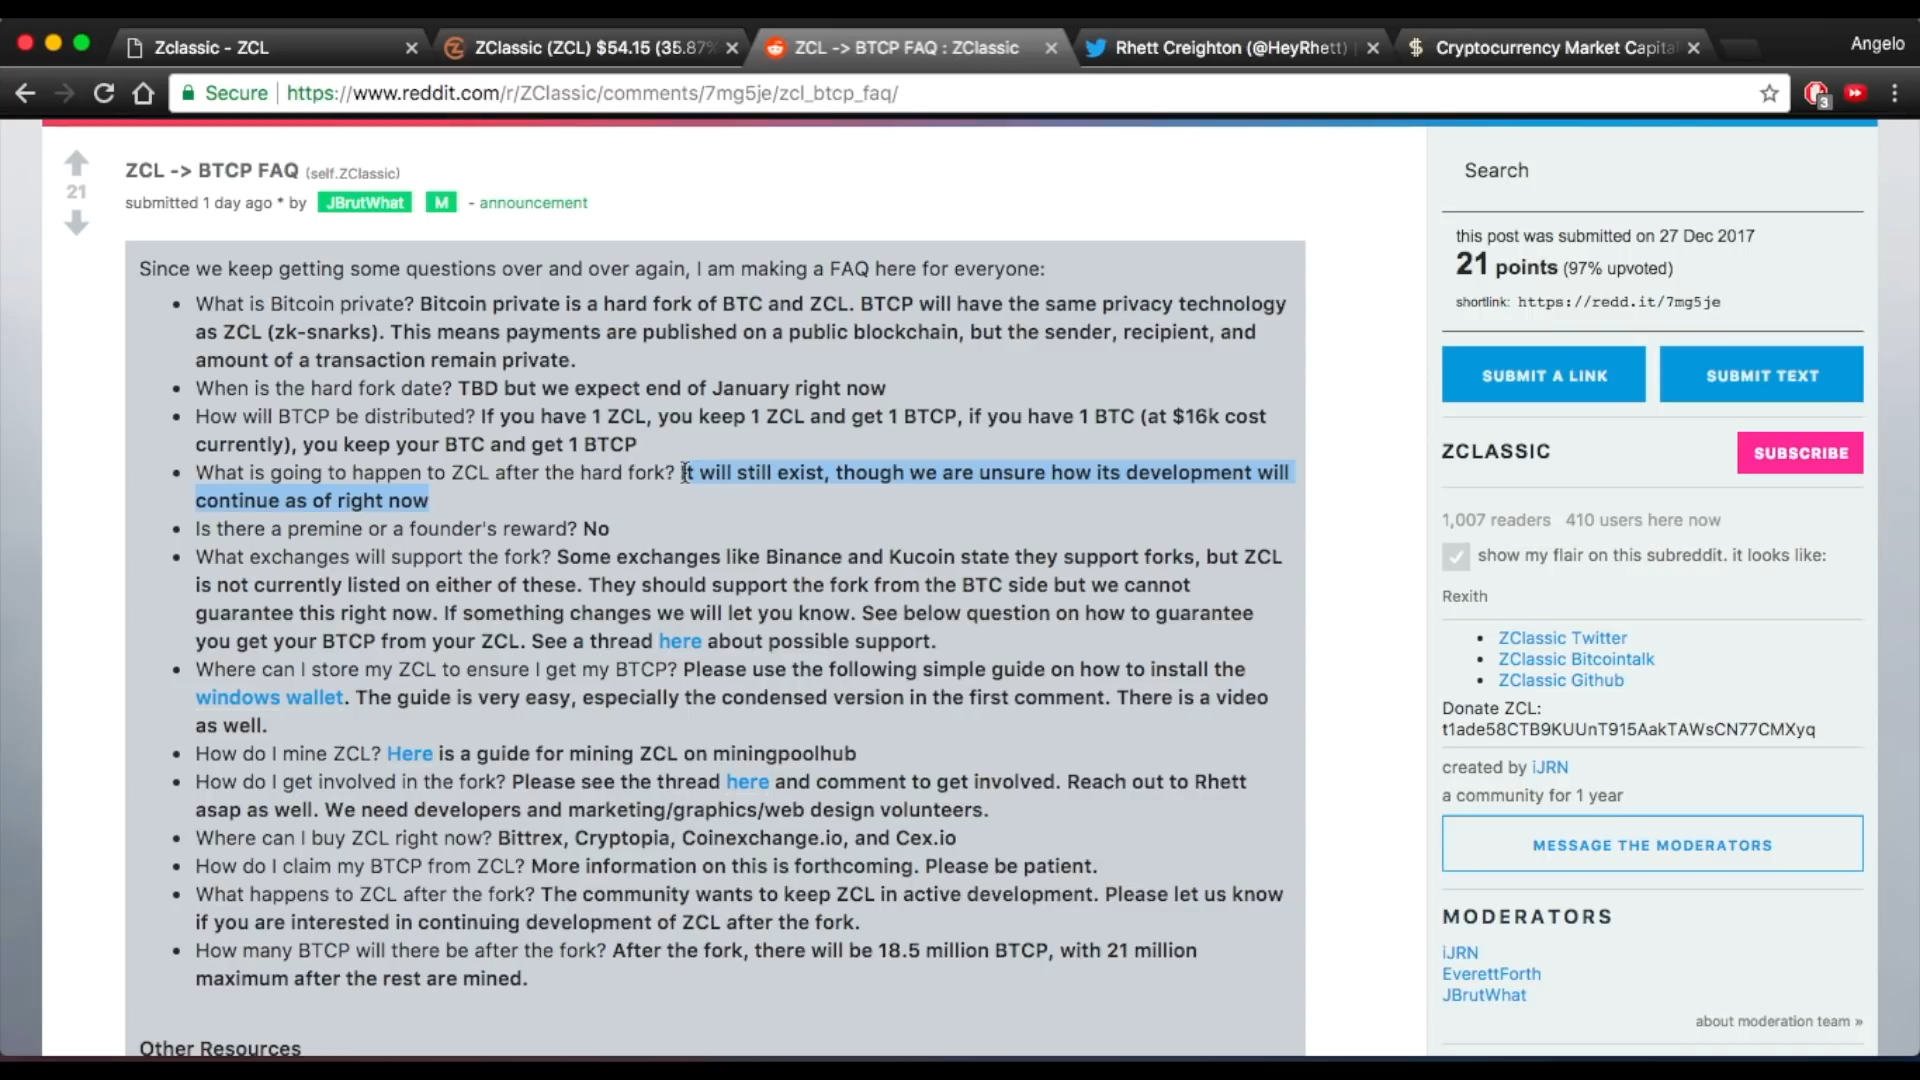 Zclassic - ZCL
ZClassic (ZCL) $54.15 (35.87%
ZCL -> BTCP FAQ : ZClassic
Rhett Creighton (@HeyRhett) |
Cryptocurrency Market Capital
Angelo
Secure
https://www.reddit.com/r/ZClassic/comments/7mg5je/zcl_btcp_faq/
3
21
ZCL -> BTCP FAQ (self.ZClassic)
submitted 1 day ago * by JBrutWhat M - announcement
Since we keep getting some questions over and over again, I am making a FAQ here for everyone:
• What is Bitcoin private? Bitcoin private is a hard fork of BTC and ZCL. BTCP will have the same privacy technology
as ZCL (zk-snarks). This means payments are published on a public blockchain, but the sender, recipient, and
amount of a transaction remain private.
• When is the hard fork date? TBD but we expect end of January right now
• How will BTCP be distributed? If you have 1 ZCL, you keep 1 ZCL and get 1 BTCP, if you have 1 BTC (at $16k cost
currently), you keep your BTC and get 1 BTCP
• What is going to happen to ZCL after the hard fork? It will still exist, though we are unsure how its development will
continue as of right now
• Is there a premine or a founder's reward? No
• What exchanges will support the fork? Some exchanges like Binance and Kucoin state they support forks, but ZCL
is not currently listed on either of these. They should support the fork from the BTC side but we cannot
guarantee this right now. If something changes we will let you know. See below question on how to guarantee
you get your BTCP from your ZCL. See a thread here about possible support.
• Where can I store my ZCL to ensure I get my BTCP? Please use the following simple guide on how to install the
windows wallet. The guide is very easy, especially the condensed version in the first comment. There is a video
as well.
• How do I mine ZCL? Here is a guide for mining ZCL on miningpoolhub
• How do I get involved in the fork? Please see the thread here and comment to get involved. Reach out to Rhett
asap as well. We need developers and marketing/graphics/web design volunteers.
• Where can I buy ZCL right now? Bittrex, Cryptopia, Coinexchange.io, and Cex.io
• How do I claim my BTCP from ZCL? More information on this is forthcoming. Please be patient.
• What happens to ZCL after the fork? The community wants to keep ZCL in active development. Please let us know
if you are interested in continuing development of ZCL after the fork.
• How many BTCP will there be after the fork? After the fork, there will be 18.5 million BTCP, with 21 million
maximum after the rest are mined.
Other Resources
Search
this post was submitted on 27 Dec 2017
21 points (97% upvoted)
shortlink: https://redd.it/7mg5je
SUBMIT A LINK
SUBMIT TEXT
ZCLASSIC
SUBSCRIBE
1,007 readers 410 users here now
show my flair on this subreddit. it looks like:
Rexith
• ZClassic Twitter
• ZClassic Bitcointalk
• ZClassic Github
Donate ZCL:
t1ade58CTB9KUUnT915AakTAWsCN77CMXyq
created by iJRN
a community for 1 year
MESSAGE THE MODERATORS
MODERATORS
iJRN
EverettForth
JBrutWhat
about moderation team »